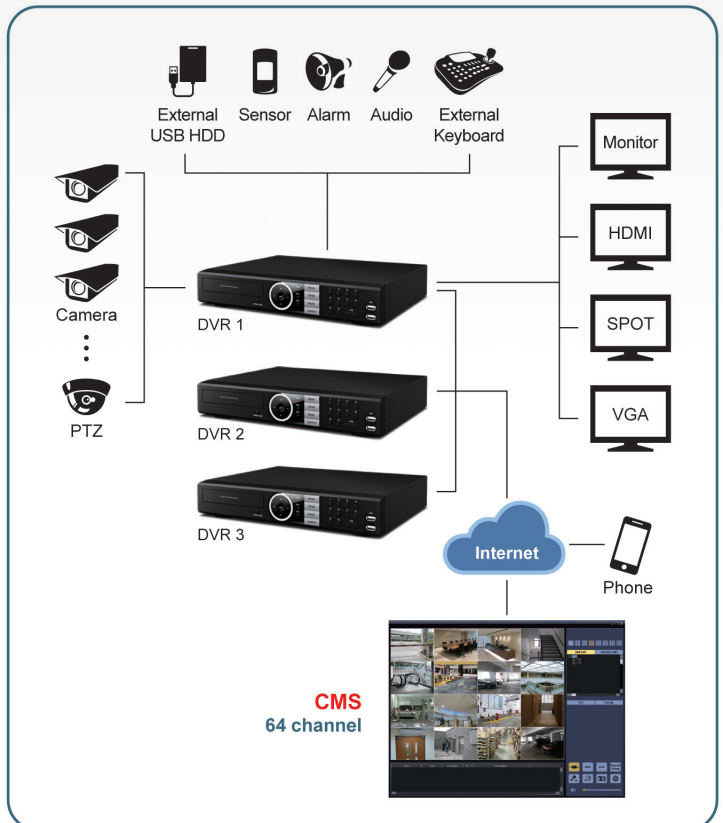 External
USB HDD
Sensor
Alarm
Audio
External
Keyboard
Monitor
HDMI
SPOT
VGA
Camera
PTZ
DVR 1
DVR 2
DVR 3
Internet
Phone
CMS
64 channel